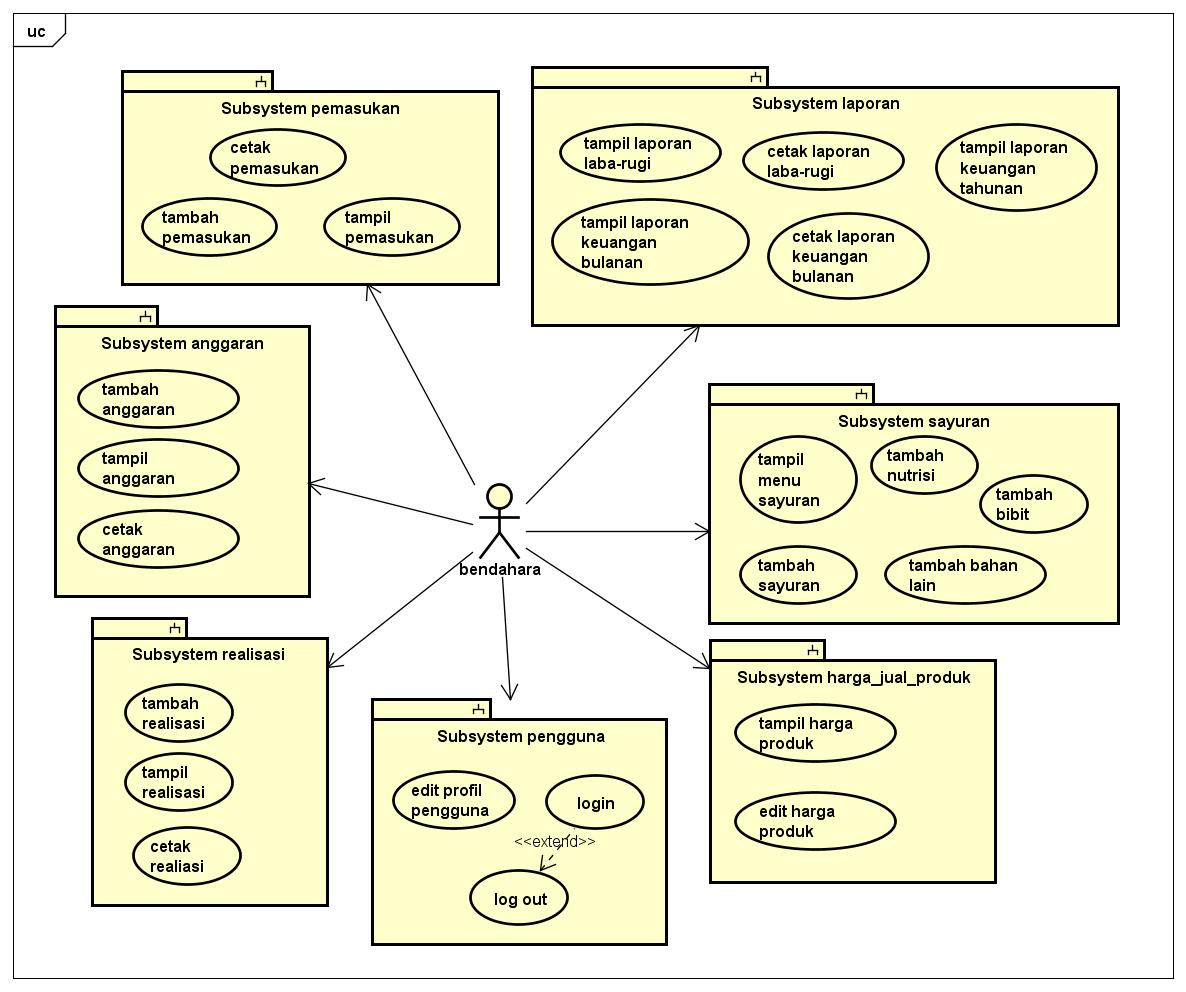 uc
Subsystem pemasukan
cetak
pemasukan
tambah
pemasukan
tampil
pemasukan
Subsystem laporan
tampil laporan
laba-rugi
cetak laporan
laba-rugi
tampil laporan
keuangan
tahunan
tampil laporan
keuangan
bulanan
cetak laporan
keuangan
bulanan
Subsystem anggaran
tambah
anggaran
tampil
anggaran
cetak
anggaran
Subsystem sayuran
tampil
menu
sayuran
tambah
nutrisi
tambah
bibit
tambah
sayuran
tambah bahan
lain
bendahara
Subsystem realisasi
tambah
realisasi
tampil
realisasi
cetak
realiasi
Subsystem pengguna
edit profil
pengguna
login
<<extend>>
log out
Subsystem harga_jual_produk
tampil harga
produk
edit harga
produk